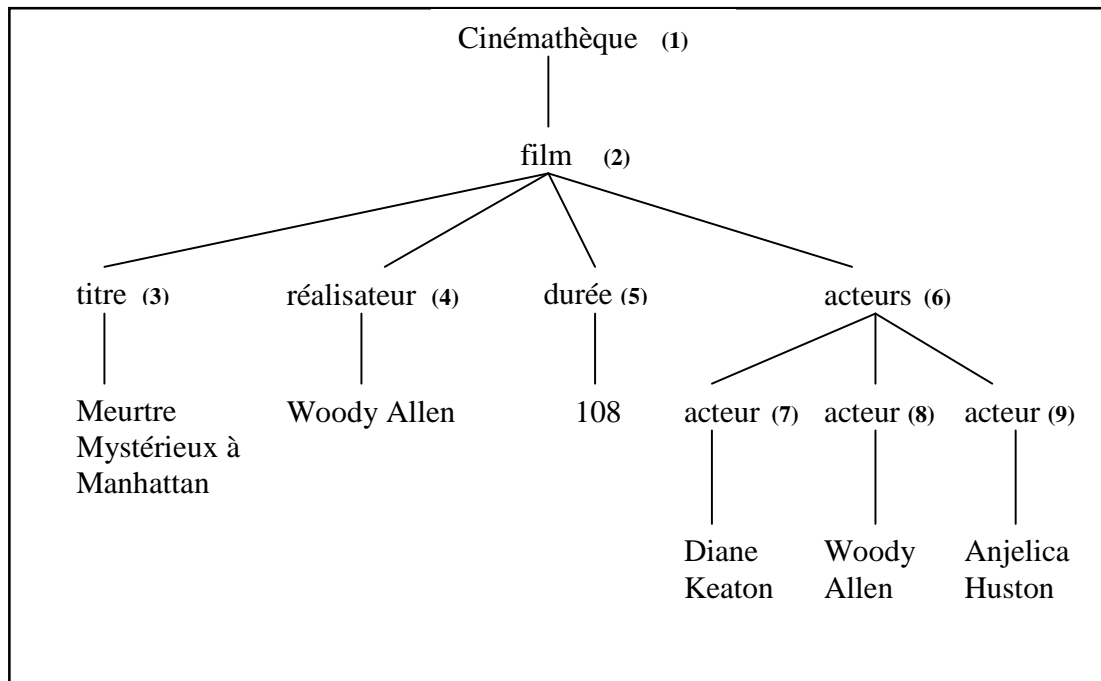 Cinémathèque (1)
film (2)
titre (3) réalisateur (4) durée (5) acteurs (6)
Meurtre Woody Allen 108 acteur (7) acteur (8) acteur (9)
Mystérieux à
Manhattan
Diane Woody Anjelica
Keaton Allen Huston